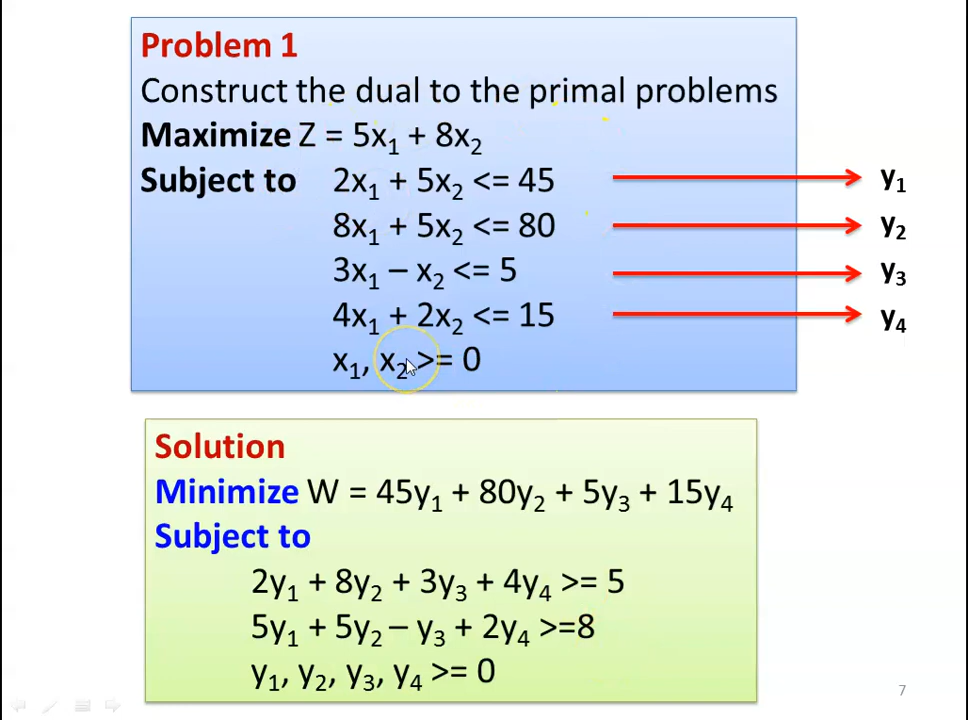 Problem 1
Construct the dual to the primal problems
Maximize Z = 5x₁ + 8x₂
Subject to 2x₁ + 5x₂ <= 45 y₁
8x₁ + 5x₂ <= 80 y₂
3x₁ – x₂ <= 5 y₃
4x₁ + 2x₂ <= 15 y₄
x₁, x₂ >= 0
Solution
Minimize W = 45y₁ + 80y₂ + 5y₃ + 15y₄
Subject to
2y₁ + 8y₂ + 3y₃ + 4y₄ >= 5
5y₁ + 5y₂ – y₃ + 2y₄ >=8
y₁, y₂, y₃, y₄ >= 0
7